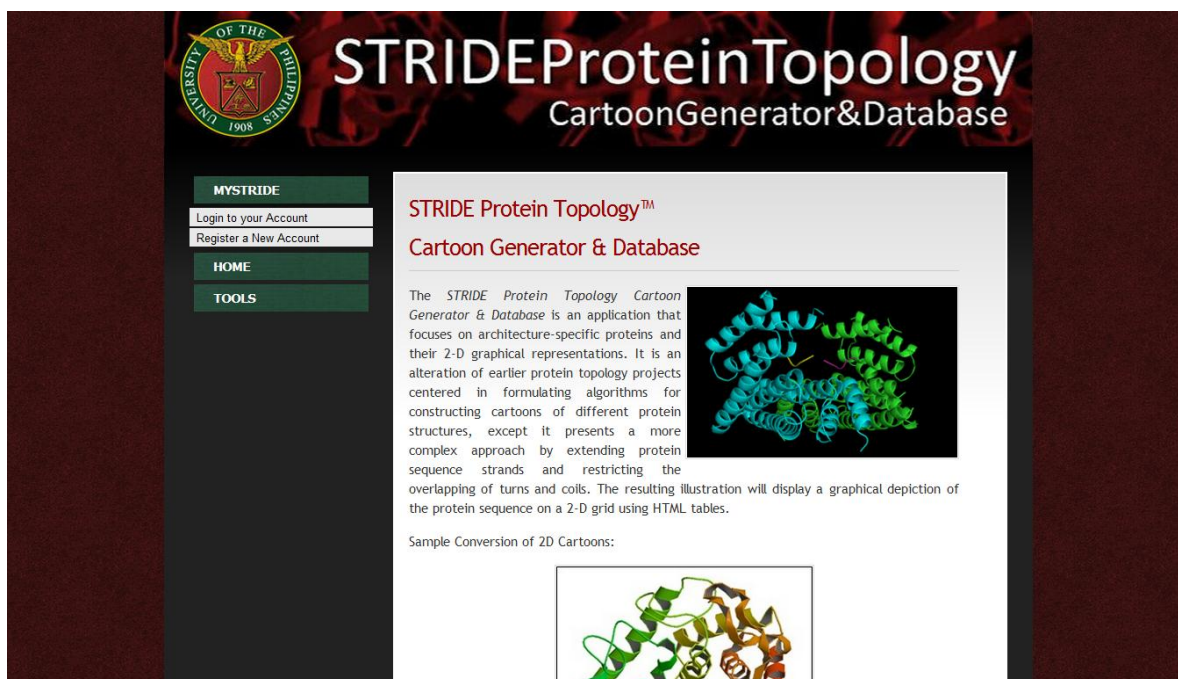 UNIVERSITY OF THE PHILIPPINES
1908
STRIDEProteinTopology
CartoonGenerator&Database
MYSTRIDE
Login to your Account
Register a New Account
HOME
TOOLS
STRIDE Protein Topology™
Cartoon Generator & Database
The STRIDE Protein Topology Cartoon
Generator & Database is an application that
focuses on architecture-specific proteins and
their 2-D graphical representations. It is an
alteration of earlier protein topology projects
centered in formulating algorithms for
constructing cartoons of different protein
structures, except it presents a more
complex approach by extending protein
sequence strands and restricting the
overlapping of turns and coils. The resulting illustration will display a graphical depiction of
the protein sequence on a 2-D grid using HTML tables.
Sample Conversion of 2D Cartoons: